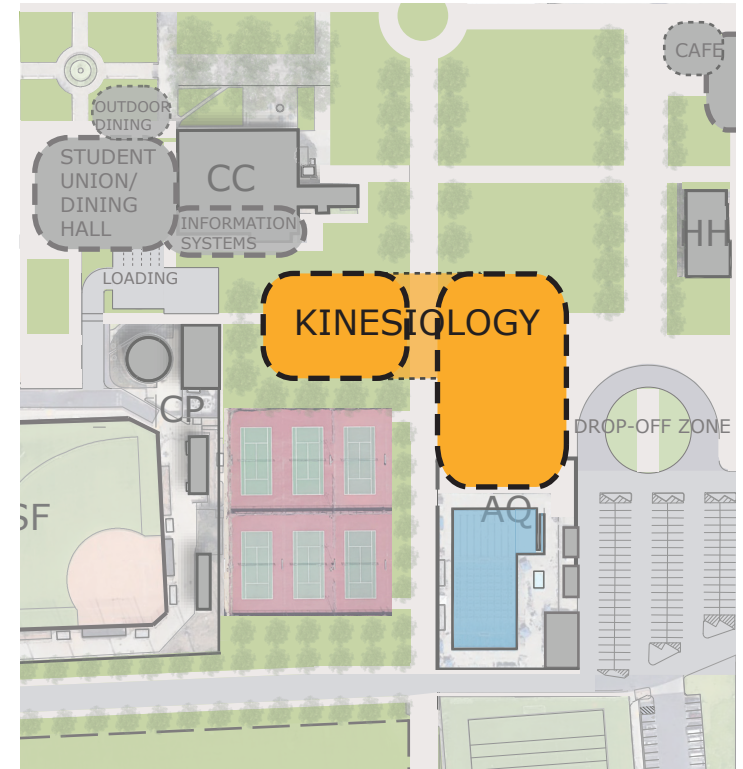 CAFE
OUTDOOR
DINING
STUDENT
UNION/
DINING
HALL
CC
INFORMATION
SYSTEMS
HH
LOADING
KINESIOLOGY
CP
DROP-OFF ZONE
SF
AQ